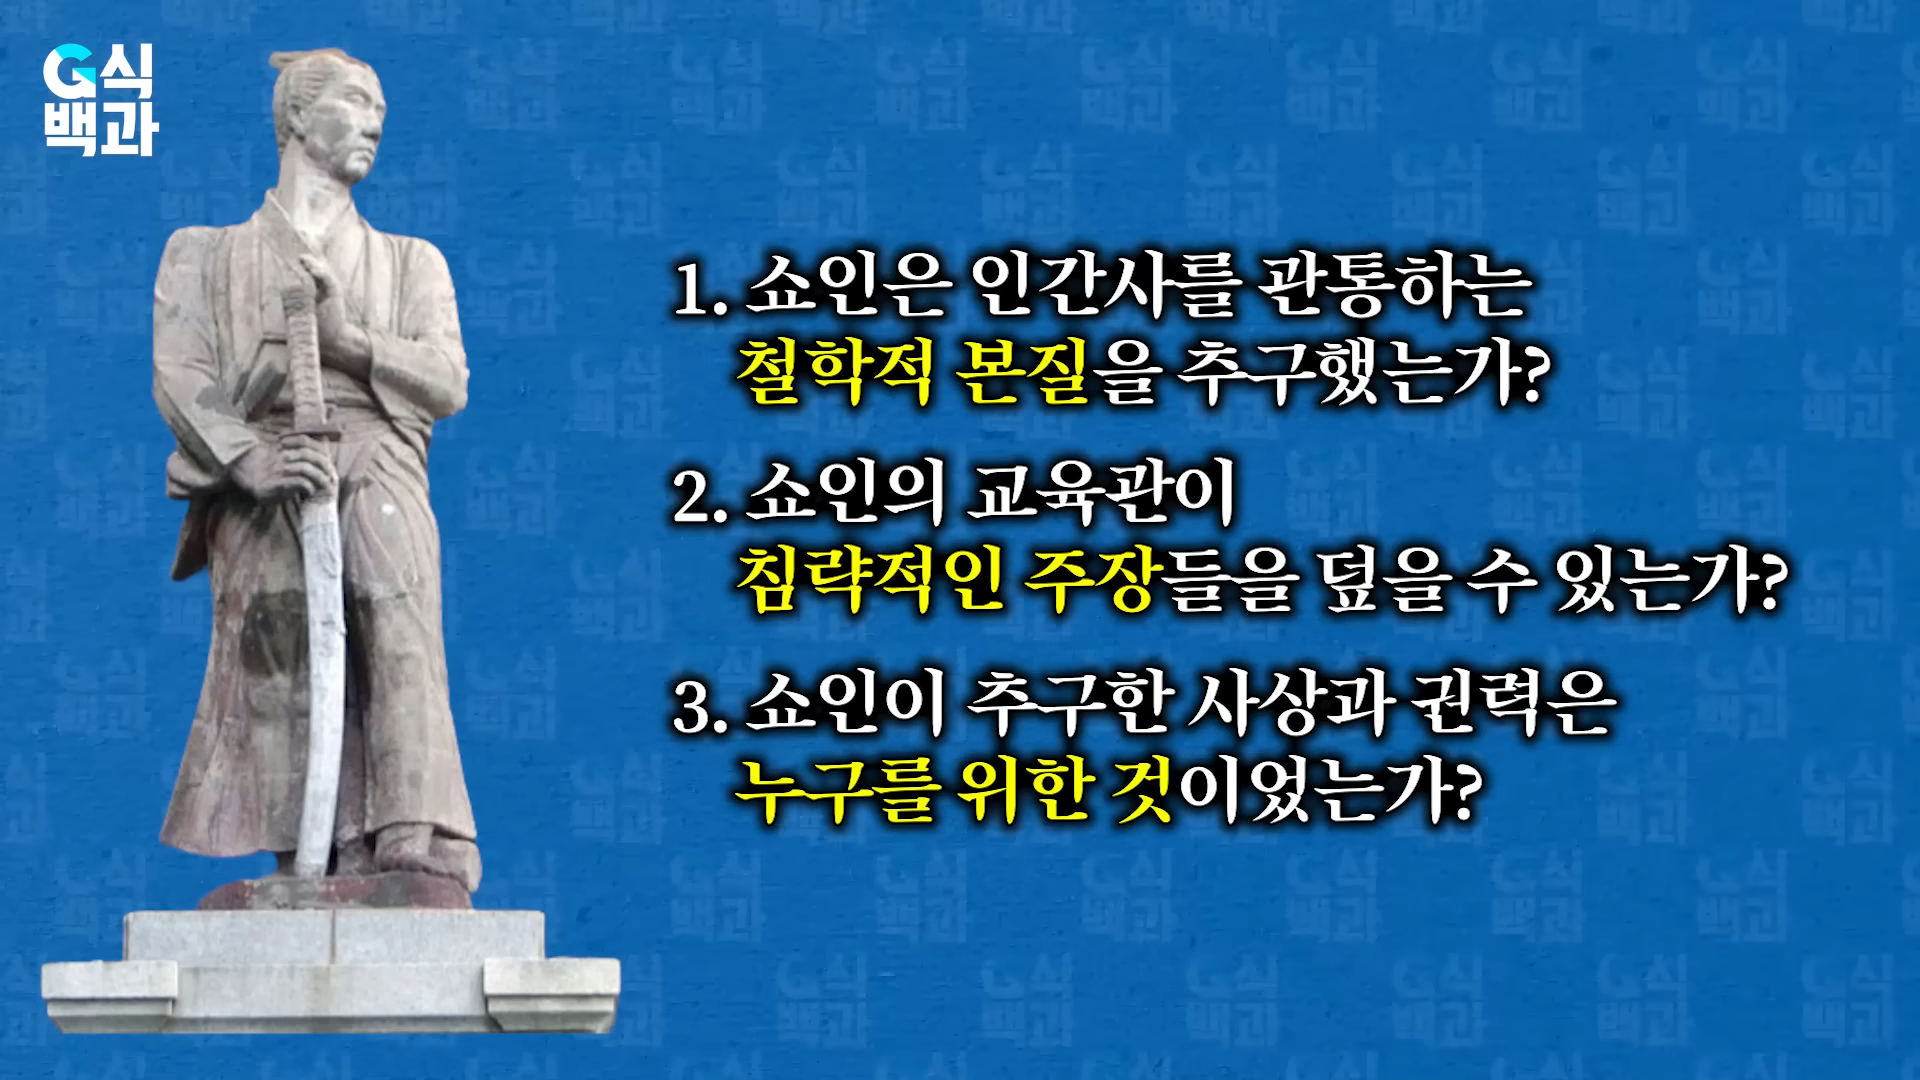 G식
백과
1. 쇼인은 인간사를 관통하는
철학적 본질을 추구했는가?
2. 쇼인의 교육관이
침략적인 주장들을 덮을 수 있는가?
3. 쇼인이 추구한 사상과 권력은
누구를 위한 것이었는가?